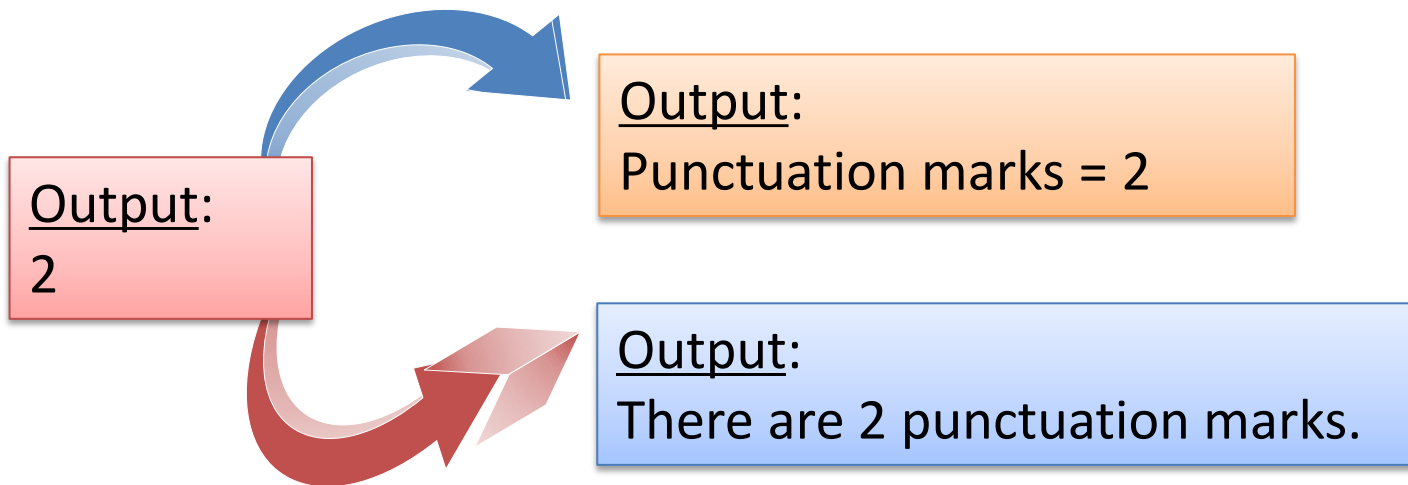 Output:
2
Output:
Punctuation marks = 2
Output:
There are 2 punctuation marks.